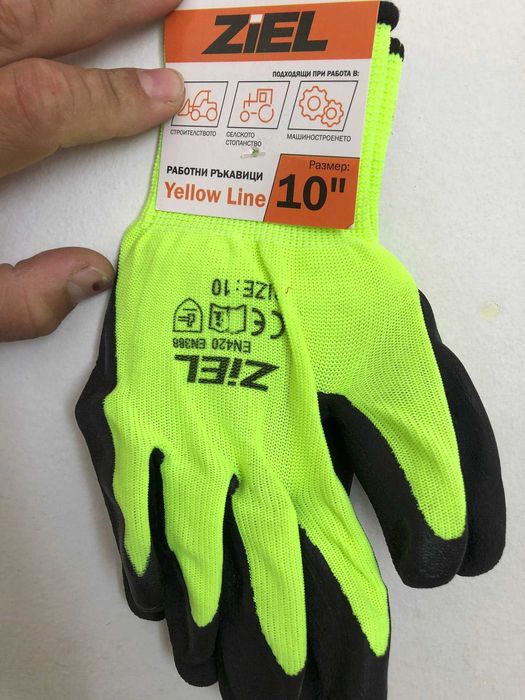 ZiEL
ПОДХОДЯЩИ ПРИ РАБОТА В:
СТРОИТЕЛСТВОТО
СЕЛСКОТО
СТОПАНСТВО
МАШИНОСТРОЕНЕТО
РАБОТНИ РЪКАВИЦИ
Yellow Line
Размер:
10"
SIZE: 10
CE
EN420 EN388
ZiEL